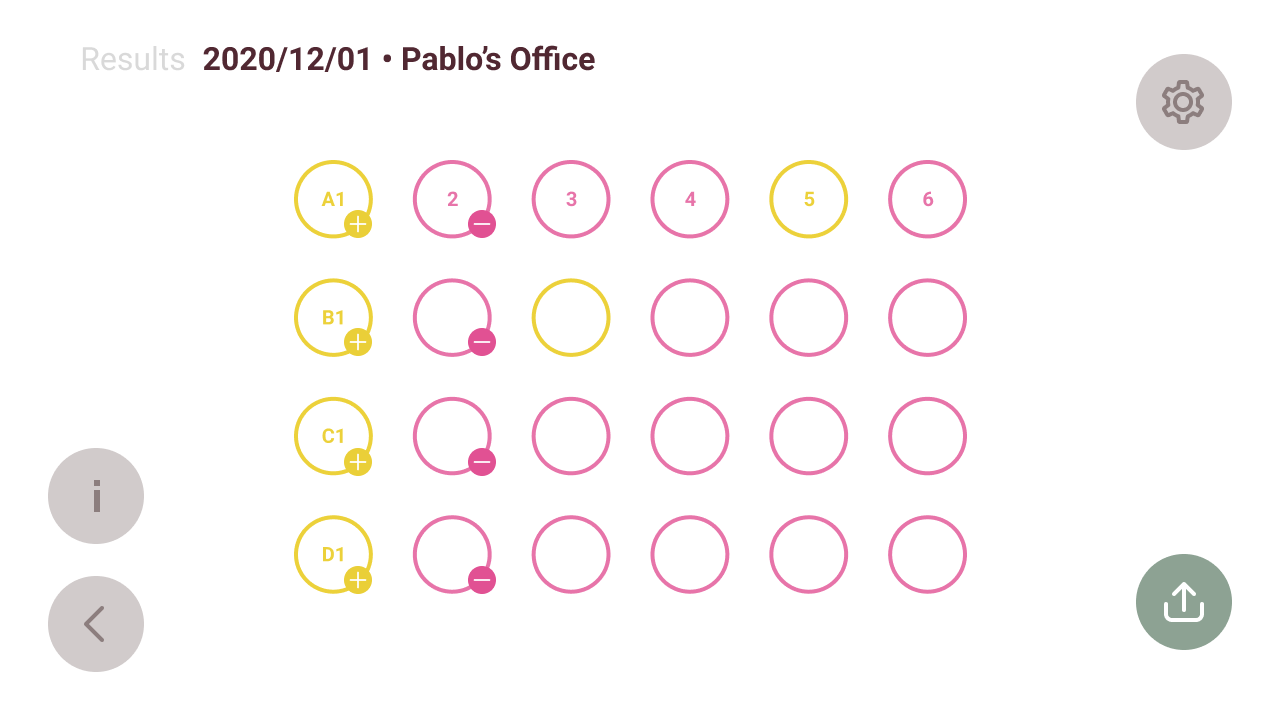 Results 2020/12/01 • Pablo’s Office
A1 2 3 4 5 6
B1
C1
D1
i